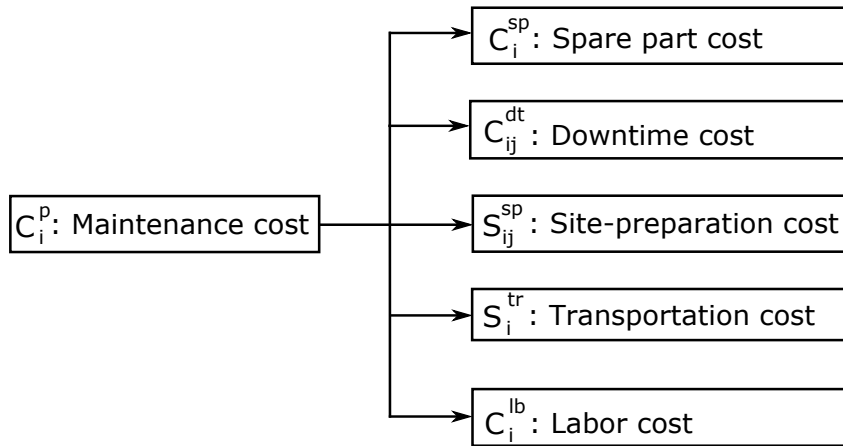 C_i^sp: Spare part cost
C_ij^dt: Downtime cost
C_i^p: Maintenance cost
S_ij^sp: Site-preparation cost
S_i^tr: Transportation cost
C_i^lb: Labor cost